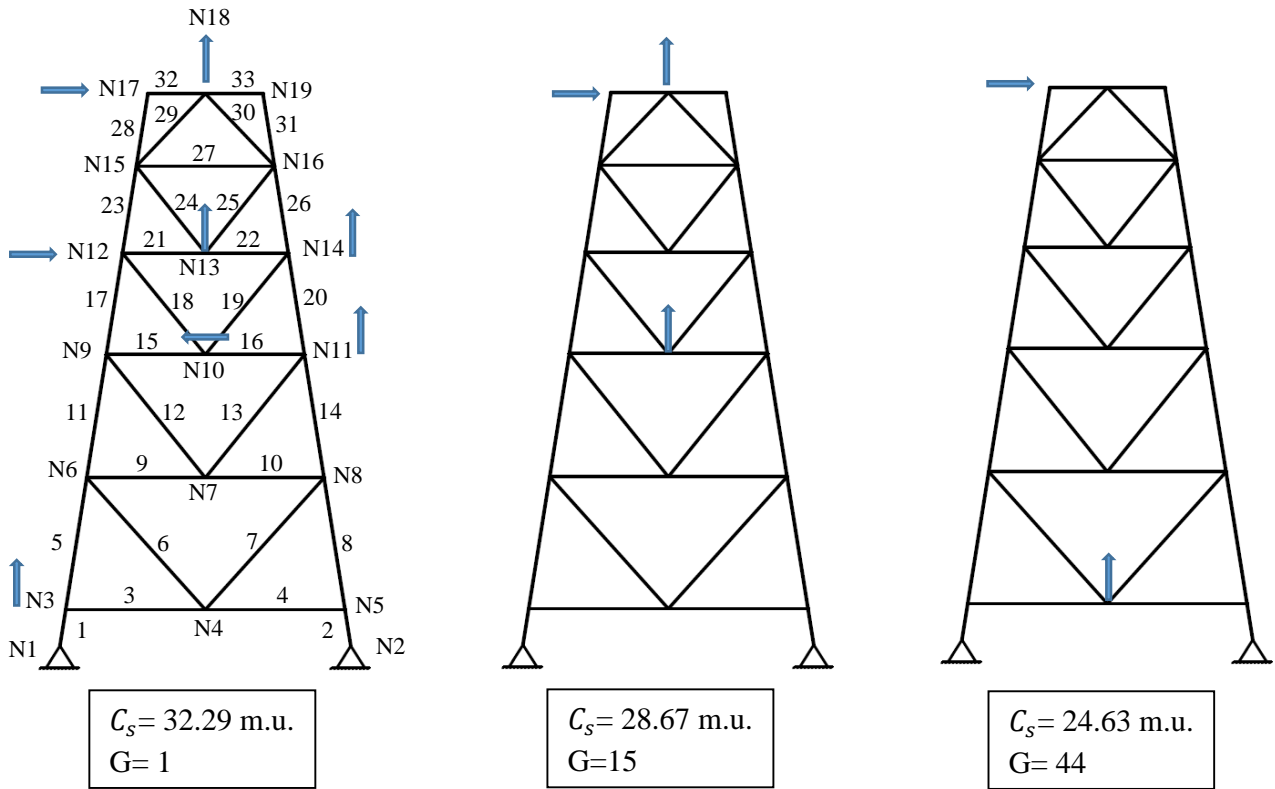 N18
N17 32 33 N19
28 29 30 31
27
N15 N16
23 24 25 26
N12 21 22 N14
N13
17 18 19 20
N9 15 16 N11
N10
11 12 13 14
N6 9 10 N8
N7
5 6 7 8
N3 3 4 N5
1 N4 2
N1 N2
𝐶ₛ= 32.29 m.u.
G= 1
𝐶ₛ= 28.67 m.u.
G=15
𝐶ₛ= 24.63 m.u.
G= 44